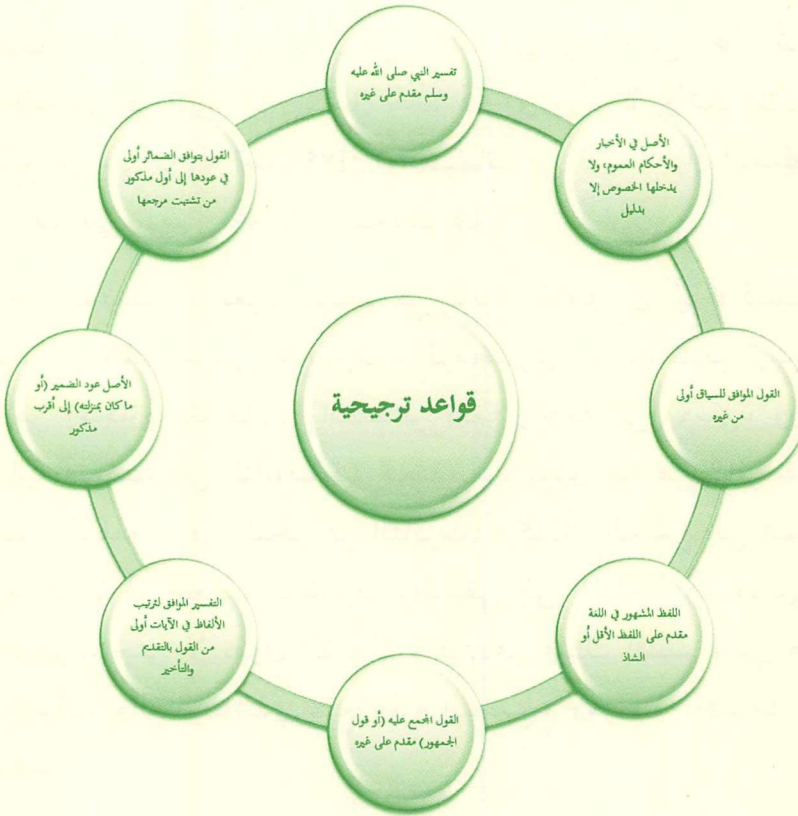 تفسير النبي صلى الله عليه
وسلم مقدم على غيره
الأصل في الأخبار
والأحكام العموم، ولا
يدخلها الخصوص إلا
بدليل
القول الموافق للسياق أولى
من غيره
اللفظ المشهور في اللغة
مقدم على اللفظ الأقل أو
الشاذ
القول المجمع عليه (أو قول
الجمهور) مقدم على غيره
التفسير الموافق لترتيب
الألفاظ في الآيات أولى
من القول بالتقديم
والتأخير
الأصل عود الضمير (أو
ما كان بمنزلته) إلى أقرب
مذكور
القول بتوافق الضمائر أولى
في عودها إلى أول مذكور
من تشتيت مرجعها
قواعد ترجيحية